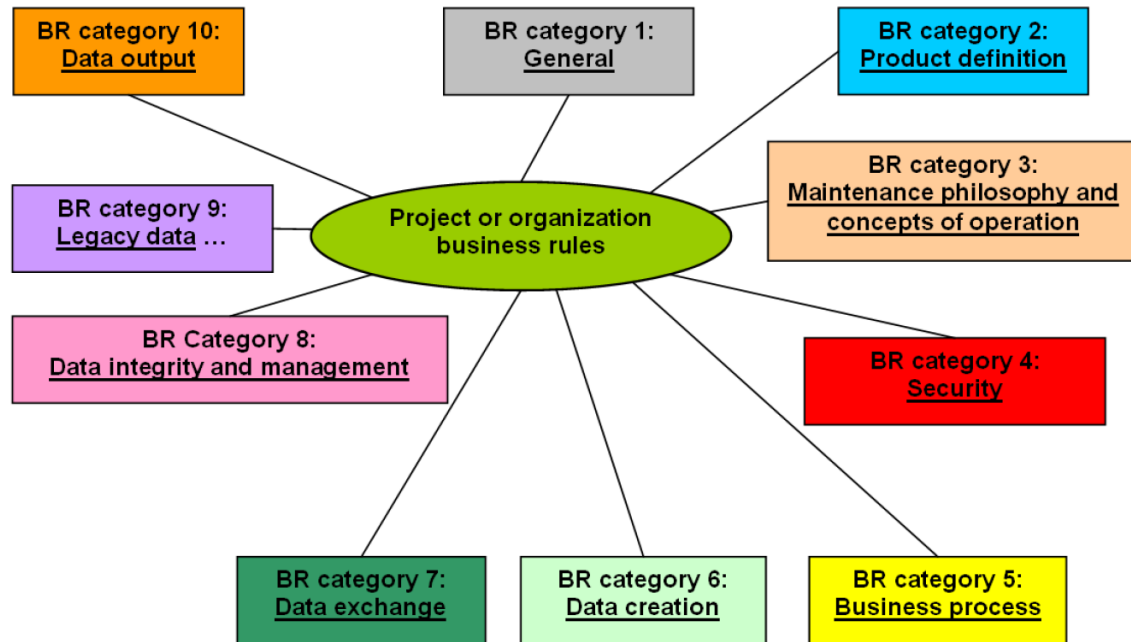 BR category 10:
Data output
BR category 1:
General
BR category 2:
Product definition
BR category 3:
Maintenance philosophy and
concepts of operation
BR category 9:
Legacy data ...
Project or organization
business rules
BR Category 8:
Data integrity and management
BR category 4:
Security
BR category 7:
Data exchange
BR category 6:
Data creation
BR category 5:
Business process